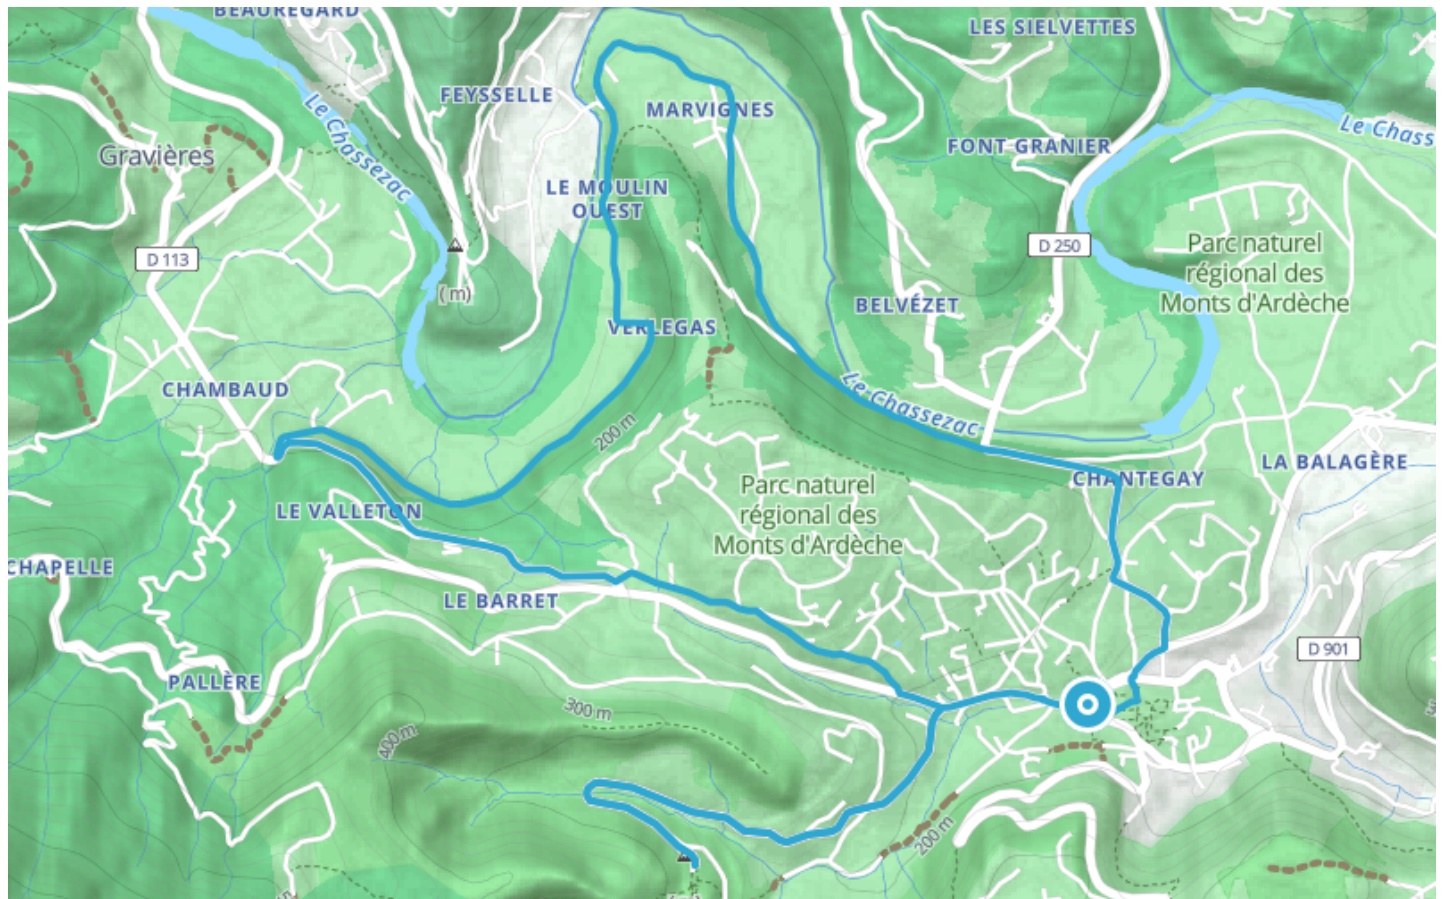 BEAUREGARD
LES SIELVETTES
FEYSSELLE
MARVIGNES
Le Chassezac
Le Chass
FONT GRANIER
Gravières
LE MOULIN
OUEST
D 113
D 250
Parc naturel
régional des
Monts d'Ardèche
( m)
BELVÉZET
VERLEGAS
CHAMBAUD
Le Chassezac
200 m
LA BALAGÈRE
CHANTEGAY
Parc naturel
régional des
Monts d'Ardèche
LE VALLETON
CHAPELLE
LE BARRET
D 901
PALLÈRE
300 m
400 m
200 m